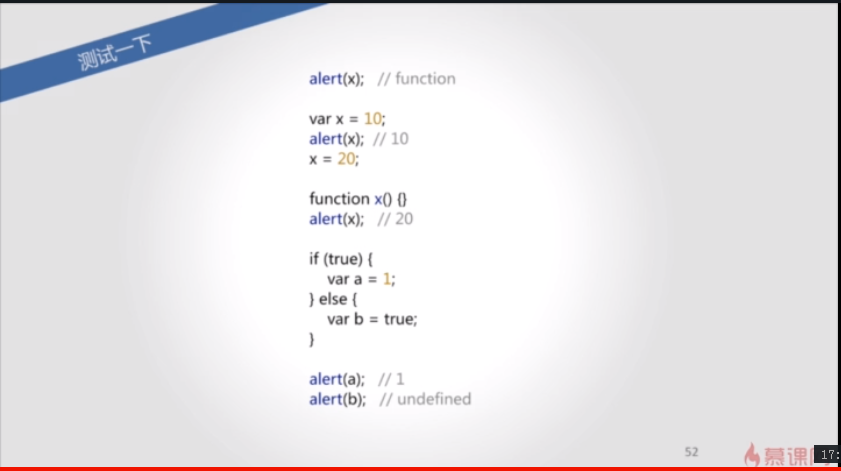 测试一下
alert(x); // function
var x = 10;
alert(x); // 10
x = 20;
function x() {}
alert(x); // 20
if (true) {
var a = 1;
} else {
var b = true;
}
alert(a); // 1
alert(b); // undefined
52
慕课
17: